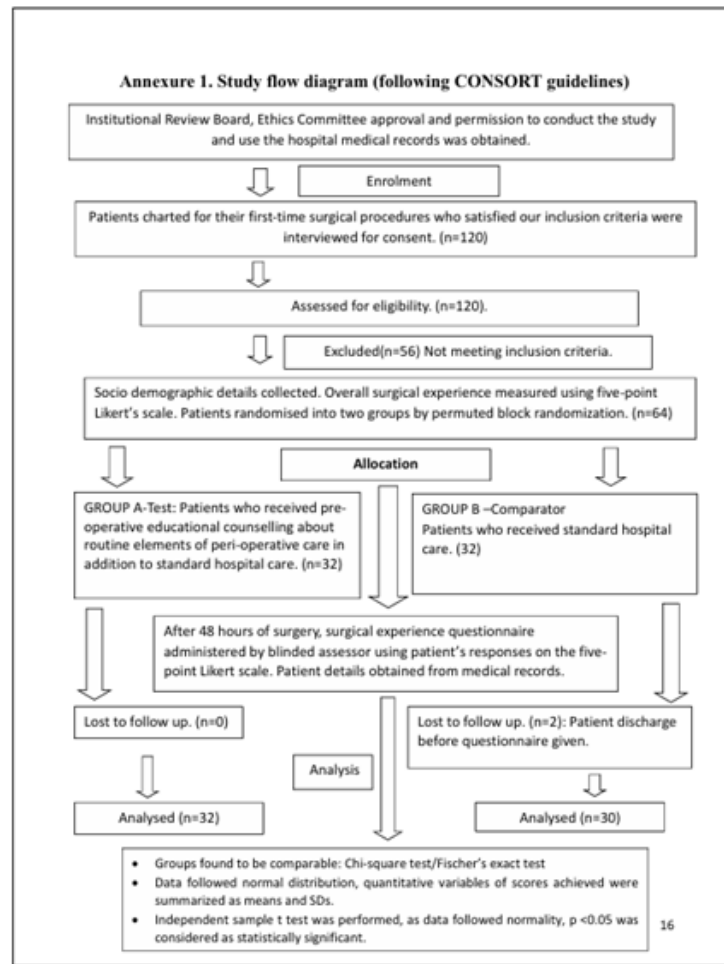 Annexure 1. Study flow diagram (following CONSORT guidelines)
Institutional Review Board, Ethics Committee approval and permission to conduct the study
and use the hospital medical records was obtained.
Enrolment
Patients charted for their first-time surgical procedures who satisfied our inclusion criteria were
interviewed for consent. (n=120)
Assessed for eligibility. (n=120).
Excluded(n=56) Not meeting inclusion criteria.
Socio demographic details collected. Overall surgical experience measured using five-point
Likert's scale. Patients randomised into two groups by permuted block randomization. (n=64)
Allocation
GROUP A-Test: Patients who received pre-
operative educational counselling about
routine elements of peri-operative care in
addition to standard hospital care. (n=32)
GROUP B –Comparator
Patients who received standard hospital
care. (32)
After 48 hours of surgery, surgical experience questionnaire
administered by blinded assessor using patient's responses on the five-
point Likert scale. Patient details obtained from medical records.
Lost to follow up. (n=0)
Lost to follow up. (n=2): Patient discharge
before questionnaire given.
Analysis
Analysed (n=32)
Analysed (n=30)
• Groups found to be comparable: Chi-square test/Fischer's exact test
• Data followed normal distribution, quantitative variables of scores achieved were
summarized as means and SDs.
• Independent sample t test was performed, as data followed normality, p <0.05 was
considered as statistically significant.
16